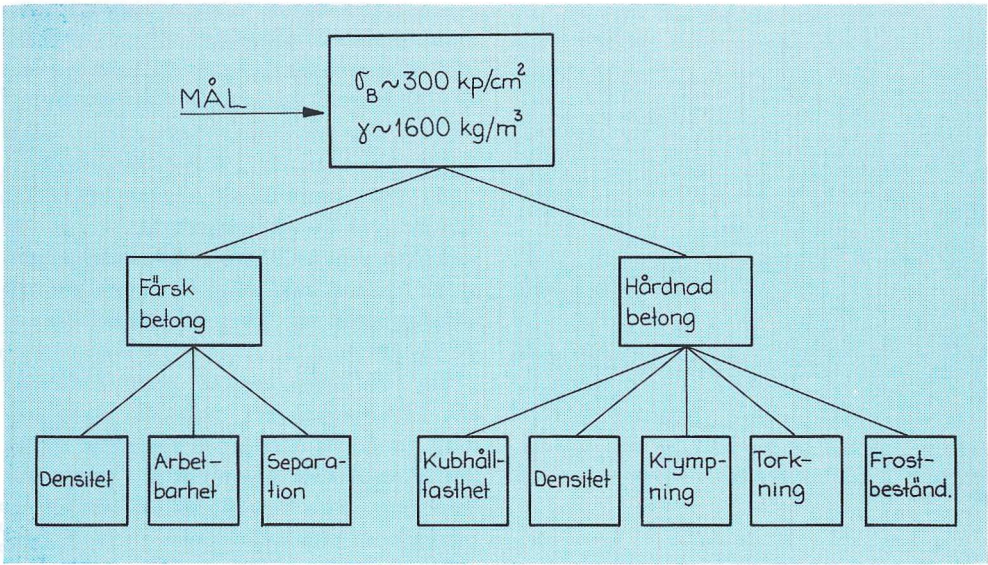 σ_B ~300 kp/cm²
MÅL
γ~1600 kg/m³
Färsk
betong
Hårdnad
betong
Densitet
Arbet-
barhet
Separa-
tion
Kubhåll-
fasthet
Densitet
Krymp-
ning
Tork-
ning
Frost-
beständ.